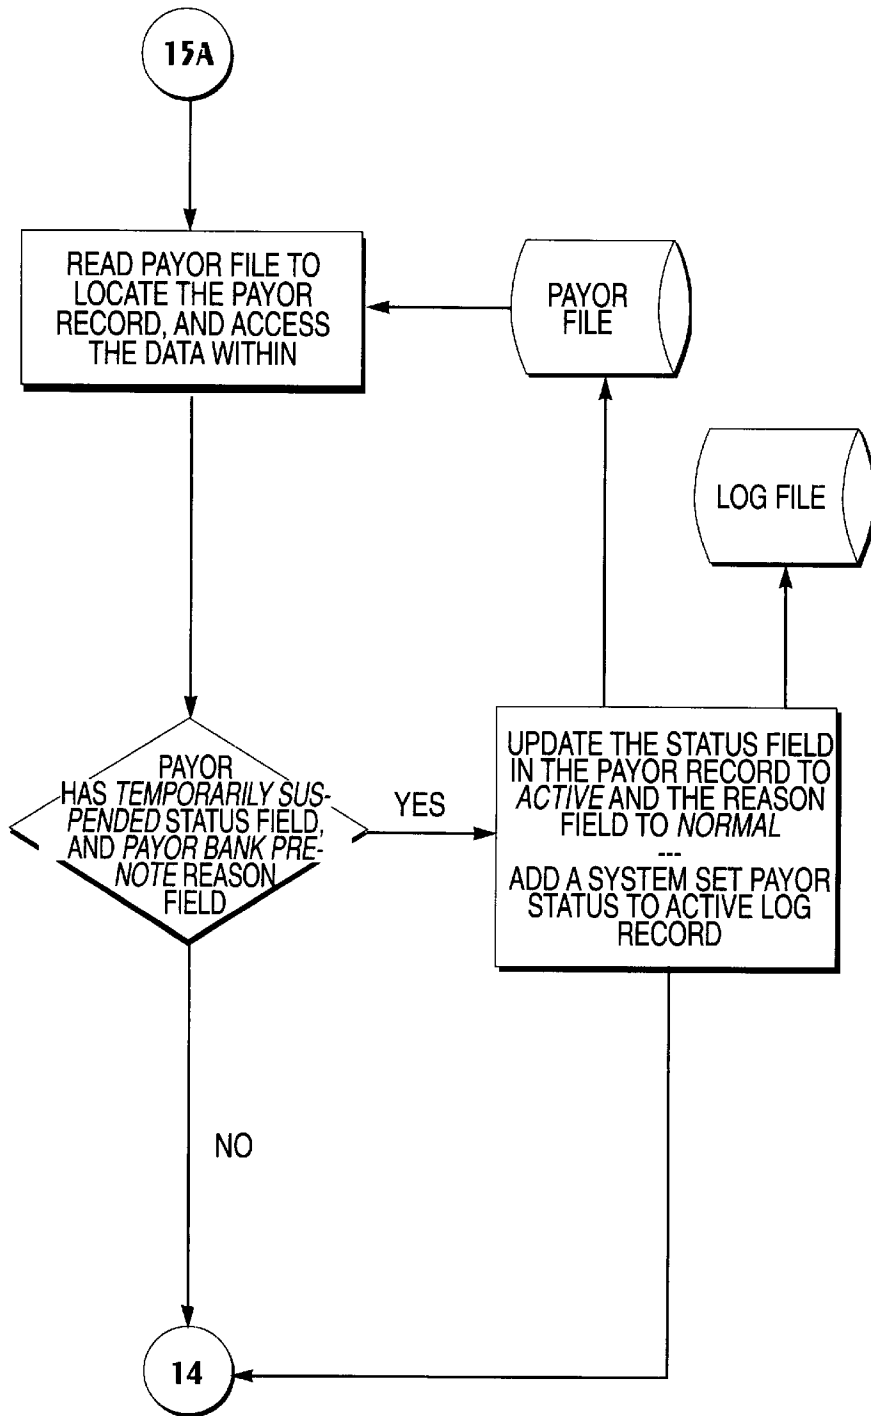 15A
READ PAYOR FILE TO
LOCATE THE PAYOR
RECORD, AND ACCESS
THE DATA WITHIN
PAYOR
FILE
LOG FILE
PAYOR
HAS TEMPORARILY SUS-
PENDED STATUS FIELD,
AND PAYOR BANK PRE-
NOTE REASON
FIELD
YES
UPDATE THE STATUS FIELD
IN THE PAYOR RECORD TO
ACTIVE AND THE REASON
FIELD TO NORMAL
---
ADD A SYSTEM SET PAYOR
STATUS TO ACTIVE LOG
RECORD
NO
14